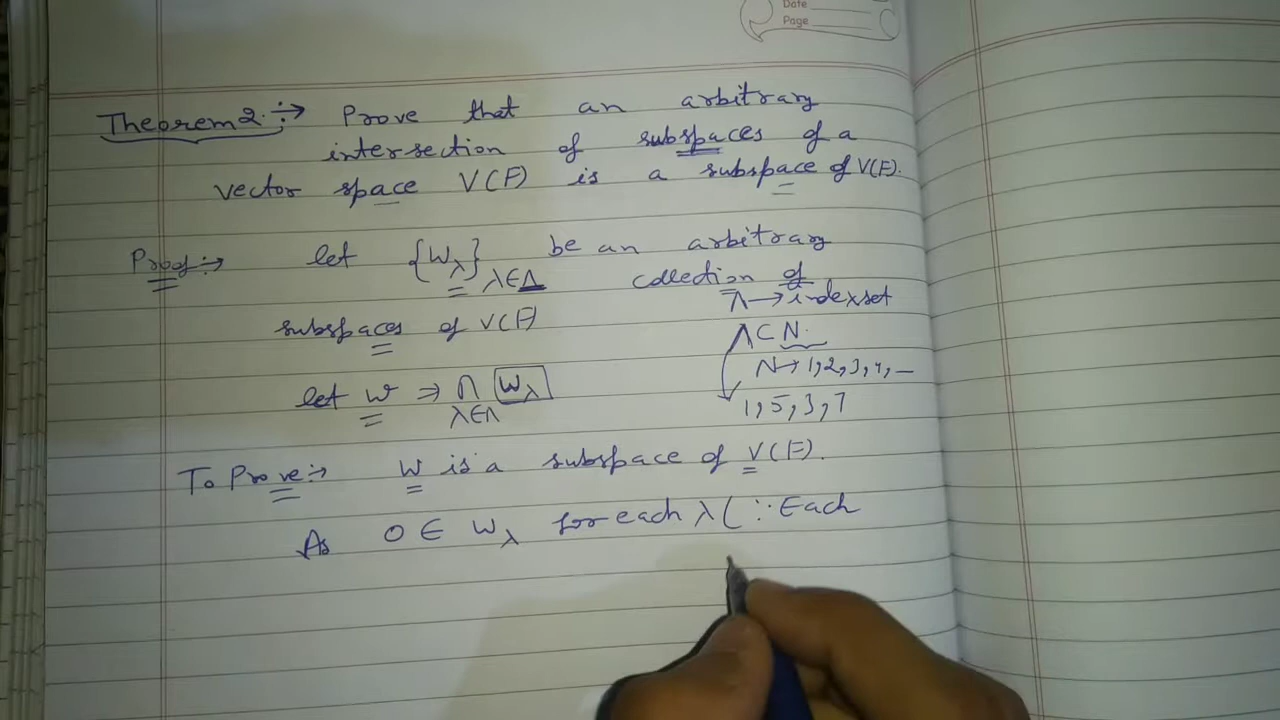 Date
Page
Theorem 2 :→ Prove that an arbitrary
intersection of subspaces of a
vector space V(F) is a subspace of V(F).
Proof :→ let {Wλ}λ∈Λ be an arbitrary
collection of
Λ → index set
subspaces of V(F)
Λ ⊂ N.
N → 1, 2, 3, 4, —
let W ⇒ ∩λ∈Λ Wλ
1, 5, 3, 7
To Prove :→ W is a subspace of V(F).
As 0 ∈ Wλ for each λ (∵ Each